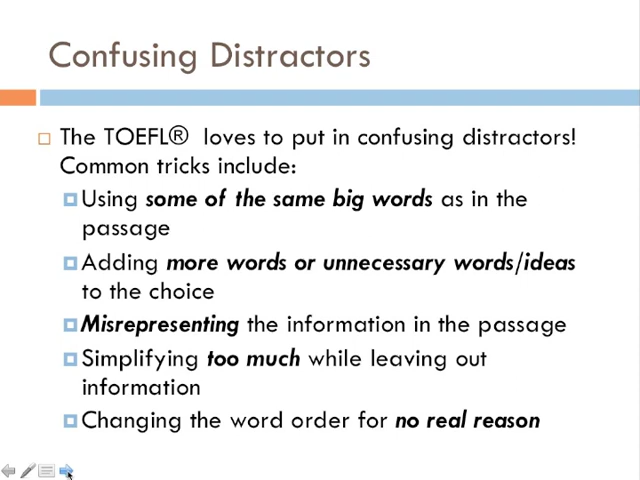 Confusing Distractors
The TOEFL® loves to put in confusing distractors!
Common tricks include:
Using some of the same big words as in the
passage
Adding more words or unnecessary words/ideas
to the choice
Misrepresenting the information in the passage
Simplifying too much while leaving out
information
Changing the word order for no real reason